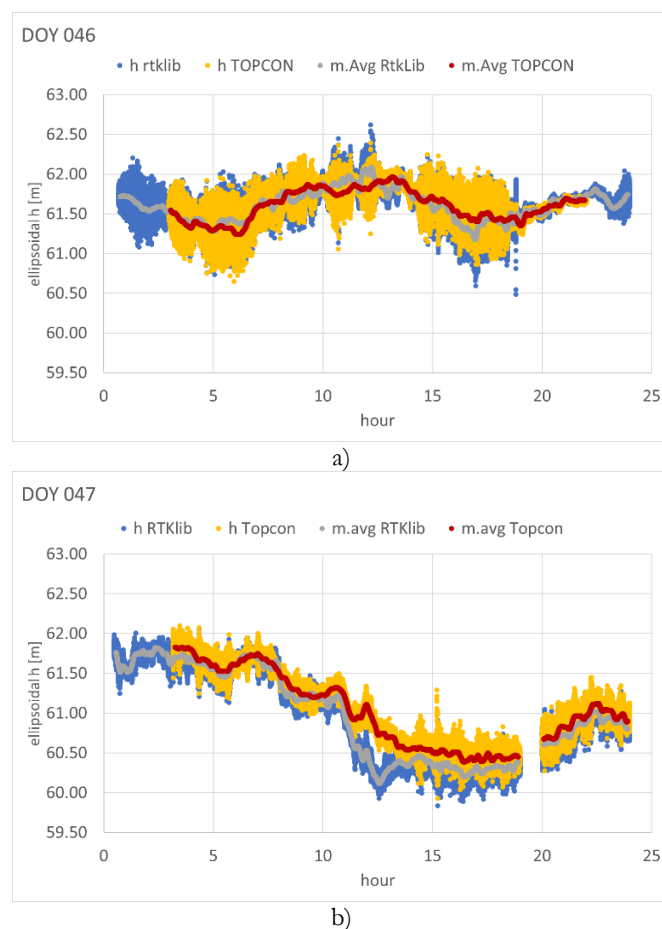 DOY 046
h rtklib h TOPCON m.Avg RtkLib m.Avg TOPCON
63.00
62.50
62.00
61.50
61.00
60.50
60.00
59.50
ellipsoidal h [m]
0 5 10 15 20 25
hour
a)
DOY 047
h RTKlib h Topcon m.avg RTKlib m.avg Topcon
63.00
62.50
62.00
61.50
61.00
60.50
60.00
59.50
ellipsoidal h [m]
0 5 10 15 20 25
hour
b)